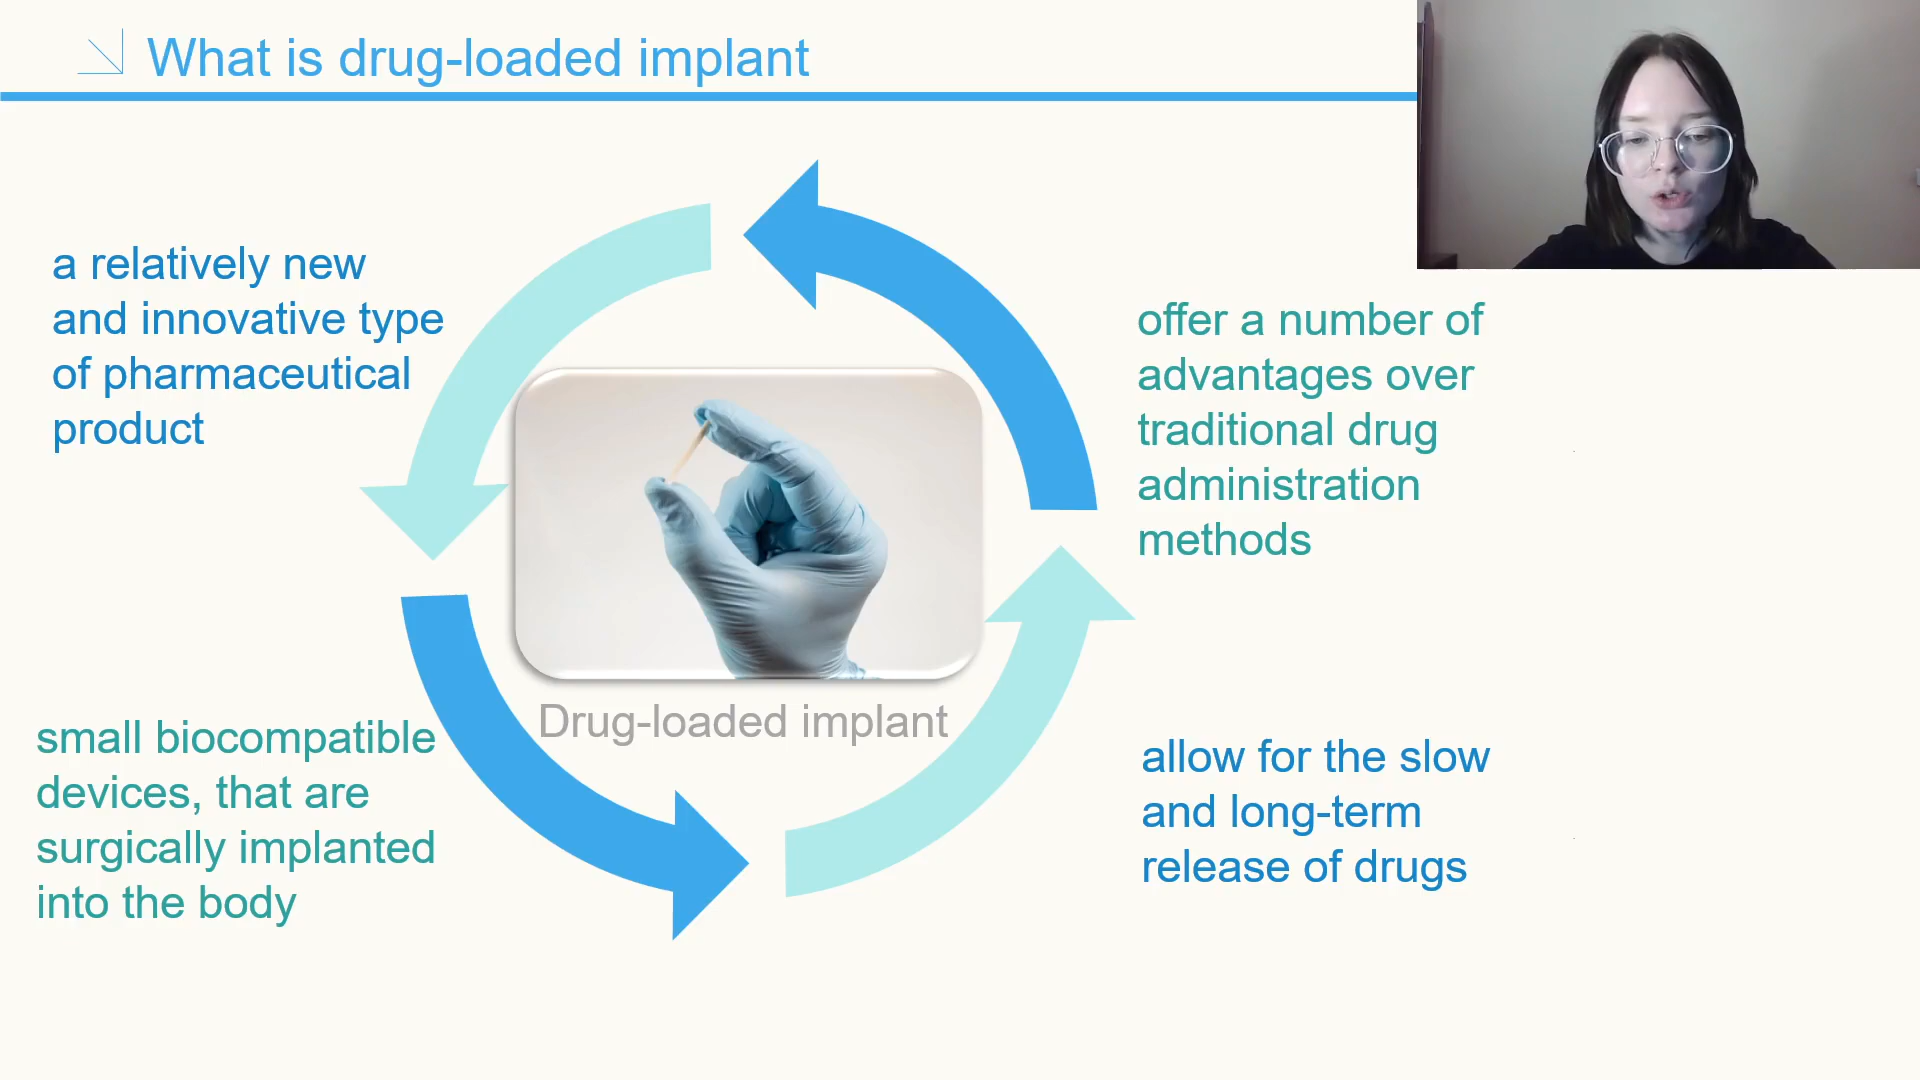 What is drug-loaded implant
a relatively new
and innovative type
of pharmaceutical
product
small biocompatible
devices, that are
surgically implanted
into the body
Drug-loaded implant
offer a number of
advantages over
traditional drug
administration
methods
allow for the slow
and long-term
release of drugs